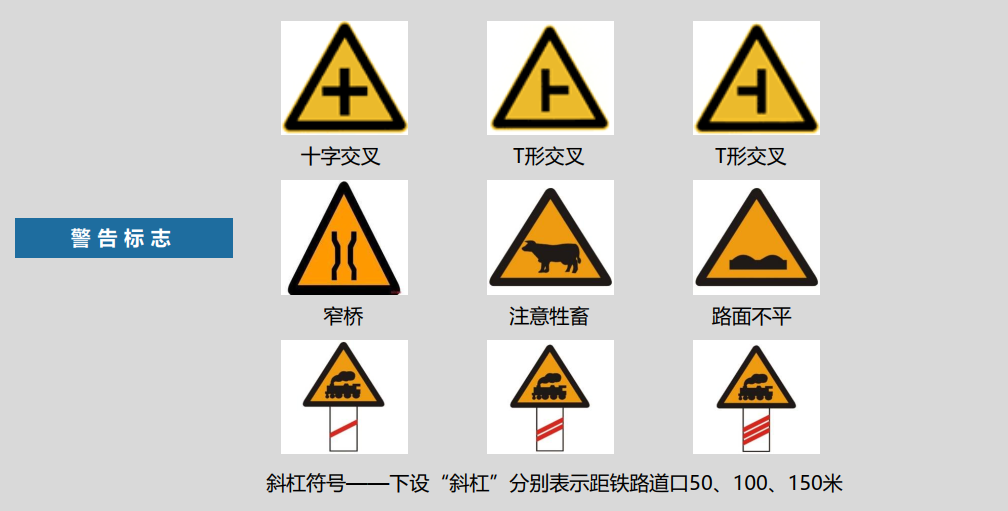 十字交叉
T形交叉
T形交叉
警告标志
窄桥
注意牲畜
路面不平
斜杠符号——下设“斜杠”分别表示距铁路道口50、100、150米